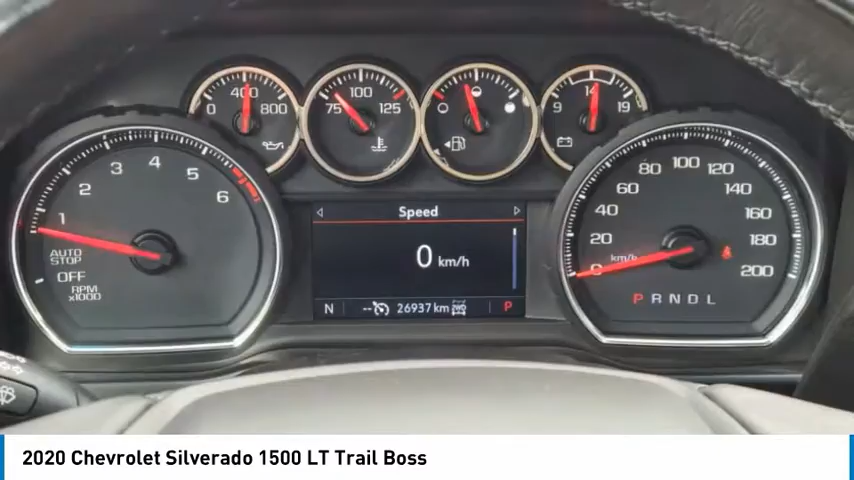 400
0 800
100
75 125
14
9 19
1 2 3 4 5 6
AUTO
STOP
OFF
RPM
x1000
Speed
0 km/h
N --- 26937 km 2WD P
0 20 40 60 80 100 120 140 160 180 200
km/h
P R N D L
2020 Chevrolet Silverado 1500 LT Trail Boss